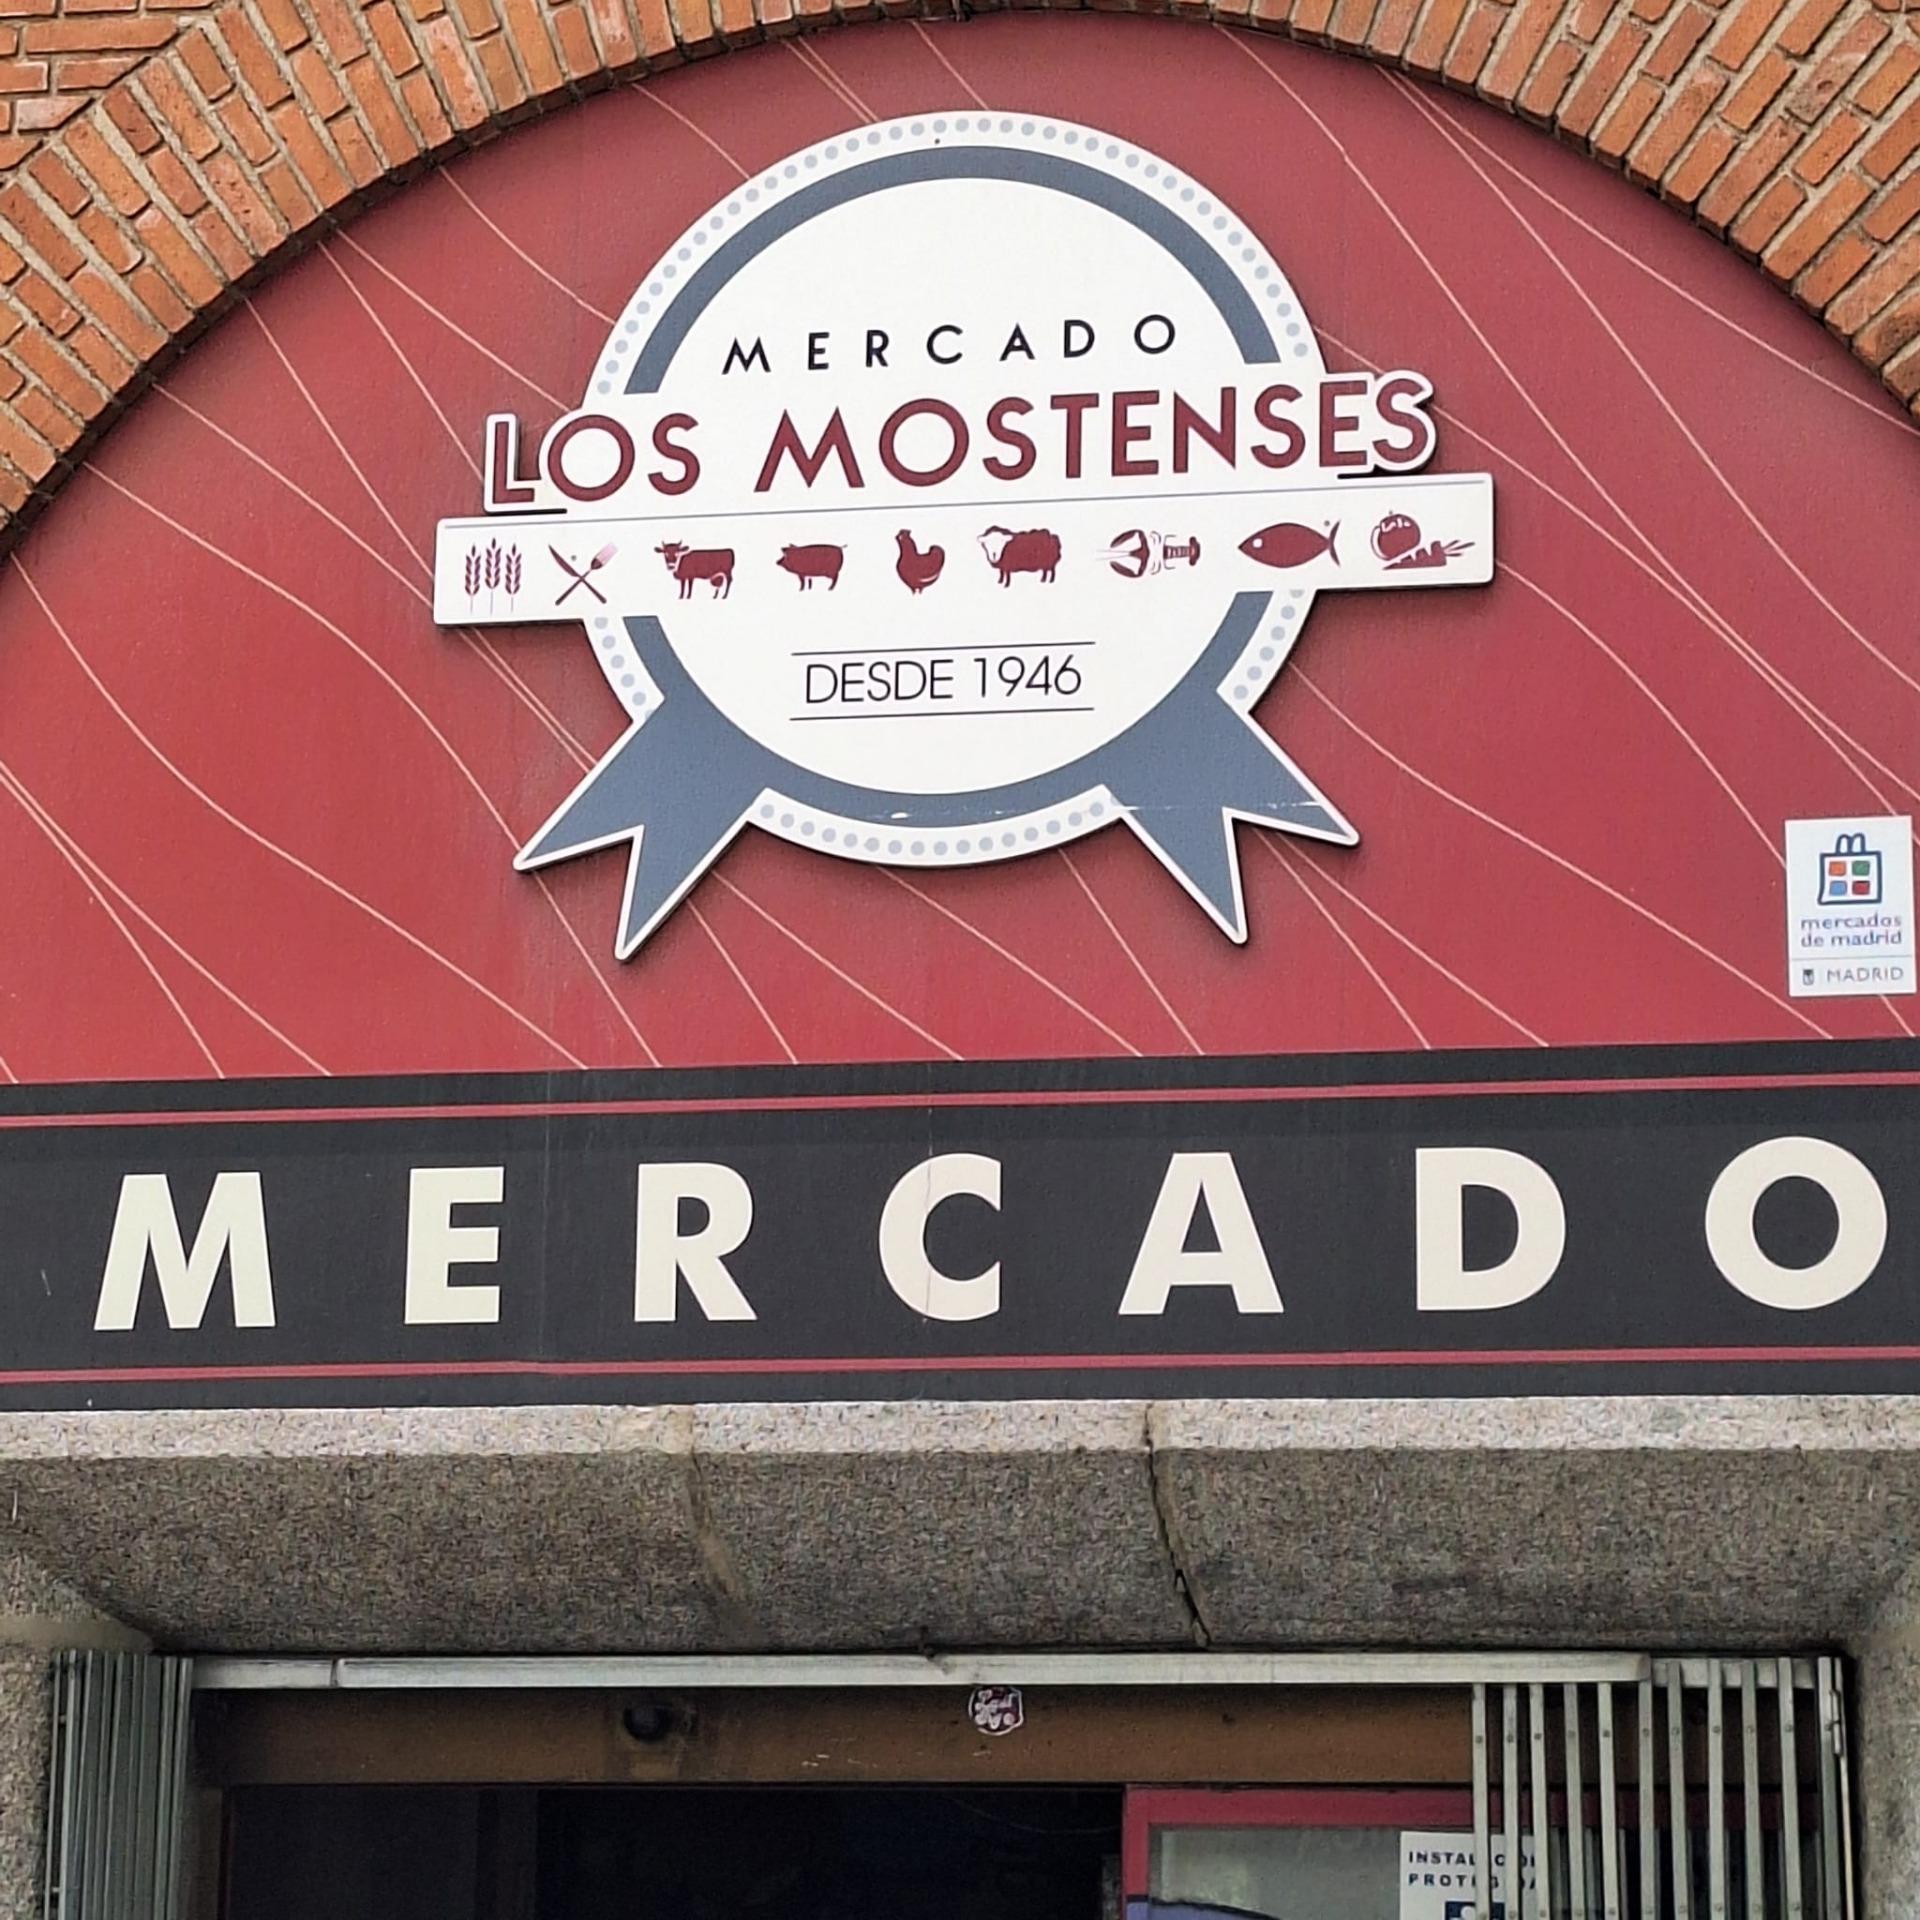 MERCADO
LOS MOSTENSES
DESDE 1946
mercados
de madrid
MADRID
MERCADO